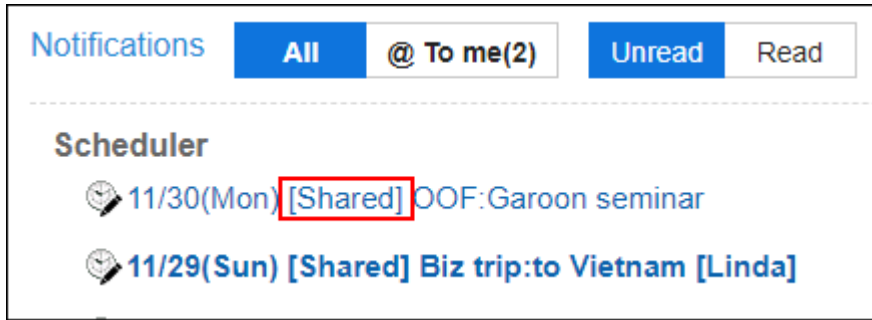 Notifications All @ To me(2) Unread Read
Scheduler
11/30(Mon) [Shared] OOF:Garoon seminar
11/29(Sun) [Shared] Biz trip:to Vietnam [Linda]